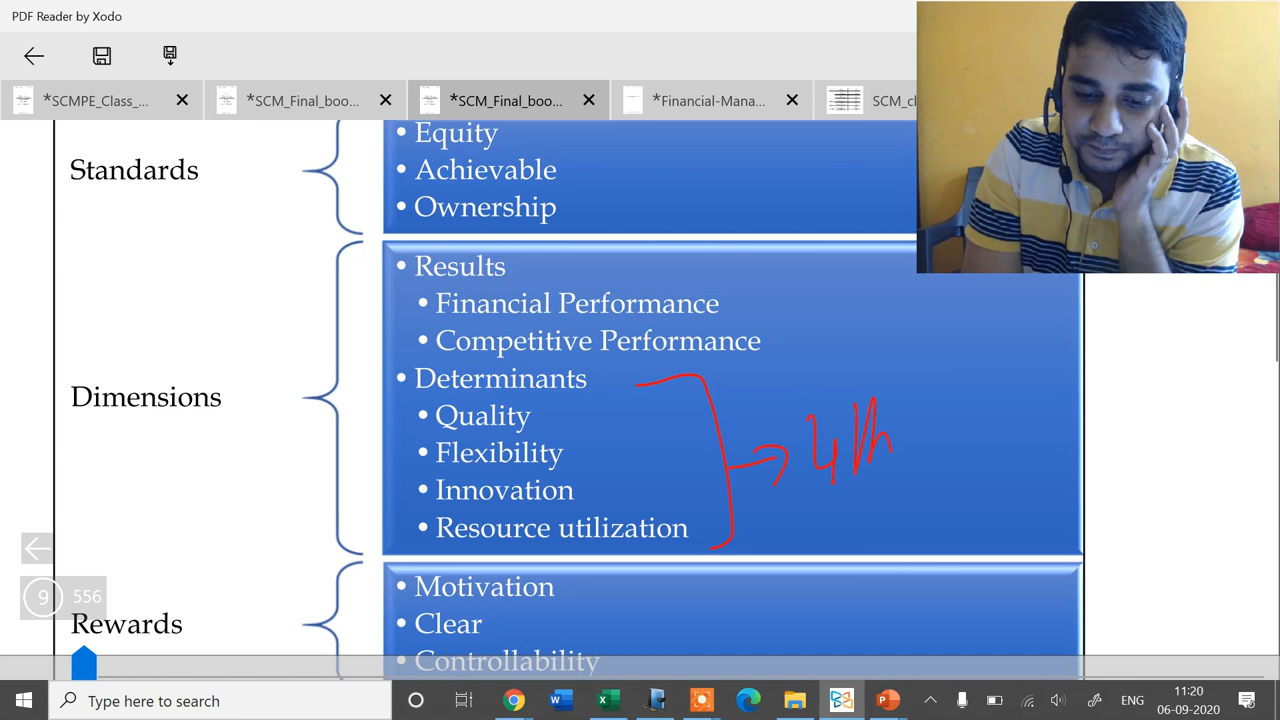 PDF Reader by Xodo
*SCMPE_Class_...
*SCM_Final_boo...
*SCM_Final_boo...
*Financial-Mana...
SCM_cl
Standards
• Equity
• Achievable
• Ownership
Dimensions
• Results
• Financial Performance
• Competitive Performance
• Determinants
• Quality
• Flexibility
• Innovation
• Resource utilization
Rewards
• Motivation
• Clear
• Controllability
9 556
Type here to search
ENG
11:20
06-09-2020